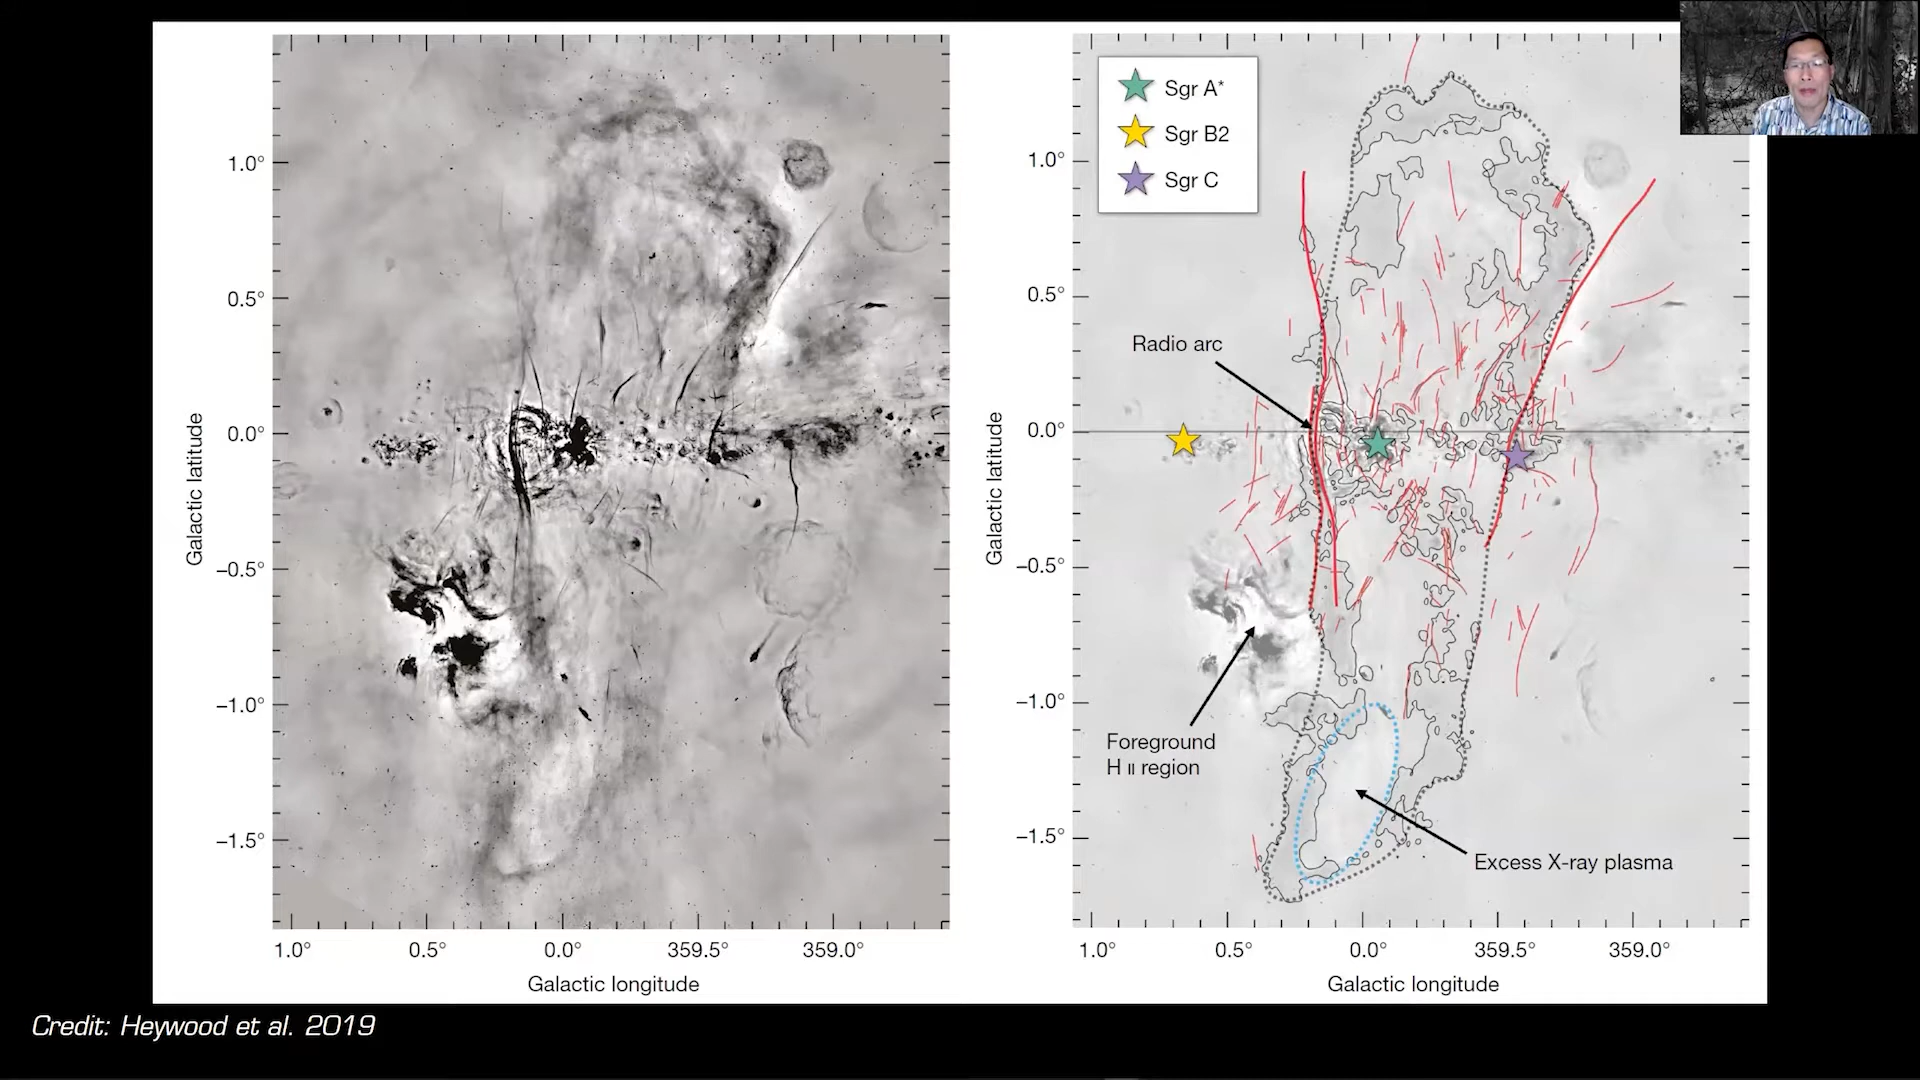 1.0°
0.5°
0.0°
−0.5°
−1.0°
−1.5°
Galactic latitude
1.0°
0.5°
0.0°
359.5°
359.0°
Galactic longitude
Sgr A*
Sgr B2
Sgr C
1.0°
0.5°
0.0°
−0.5°
−1.0°
−1.5°
Galactic latitude
Radio arc
Foreground
H II region
Excess X-ray plasma
1.0°
0.5°
0.0°
359.5°
359.0°
Galactic longitude
Credit: Heywood et al. 2019